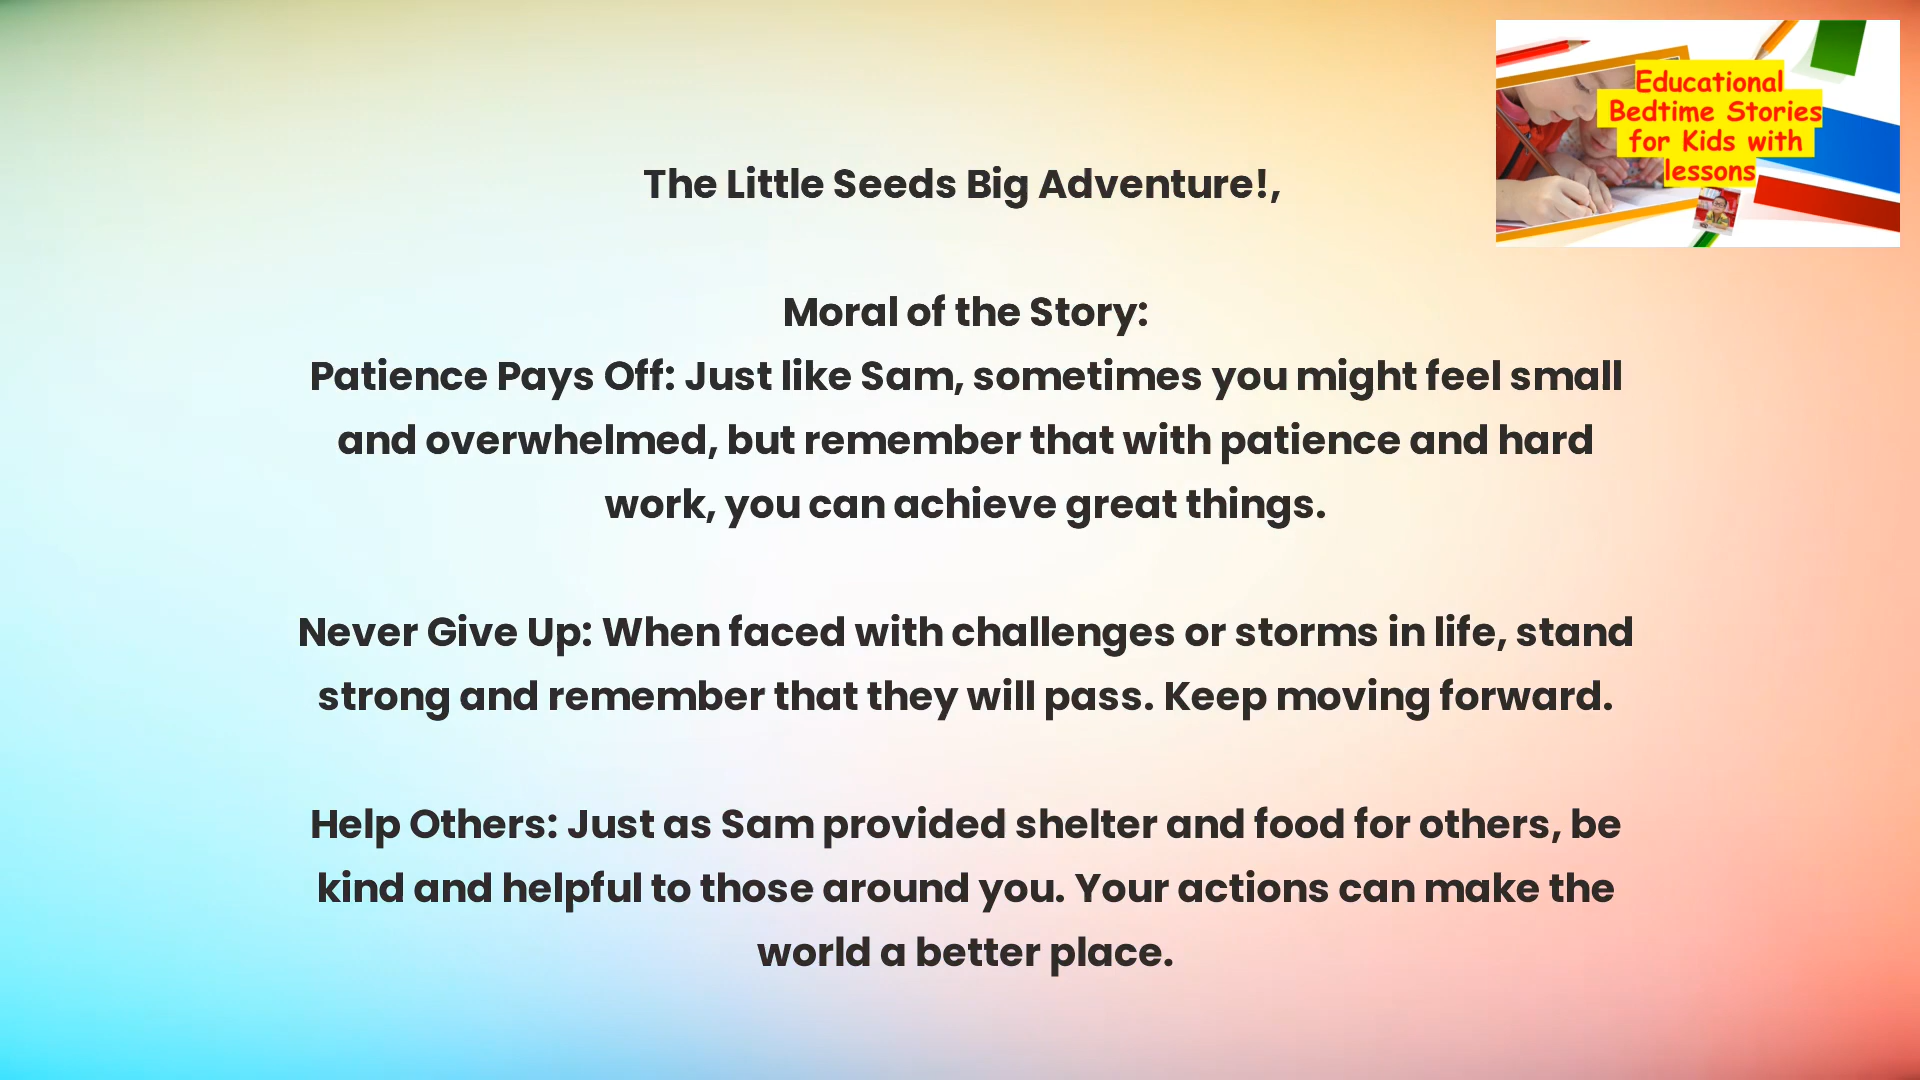 The Little Seeds Big Adventure!,
Moral of the Story:
Patience Pays Off: Just like Sam, sometimes you might feel small
and overwhelmed, but remember that with patience and hard
work, you can achieve great things.
Never Give Up: When faced with challenges or storms in life, stand
strong and remember that they will pass. Keep moving forward.
Help Others: Just as Sam provided shelter and food for others, be
kind and helpful to those around you. Your actions can make the
world a better place.
Educational
Bedtime Stories
for Kids with
lessons